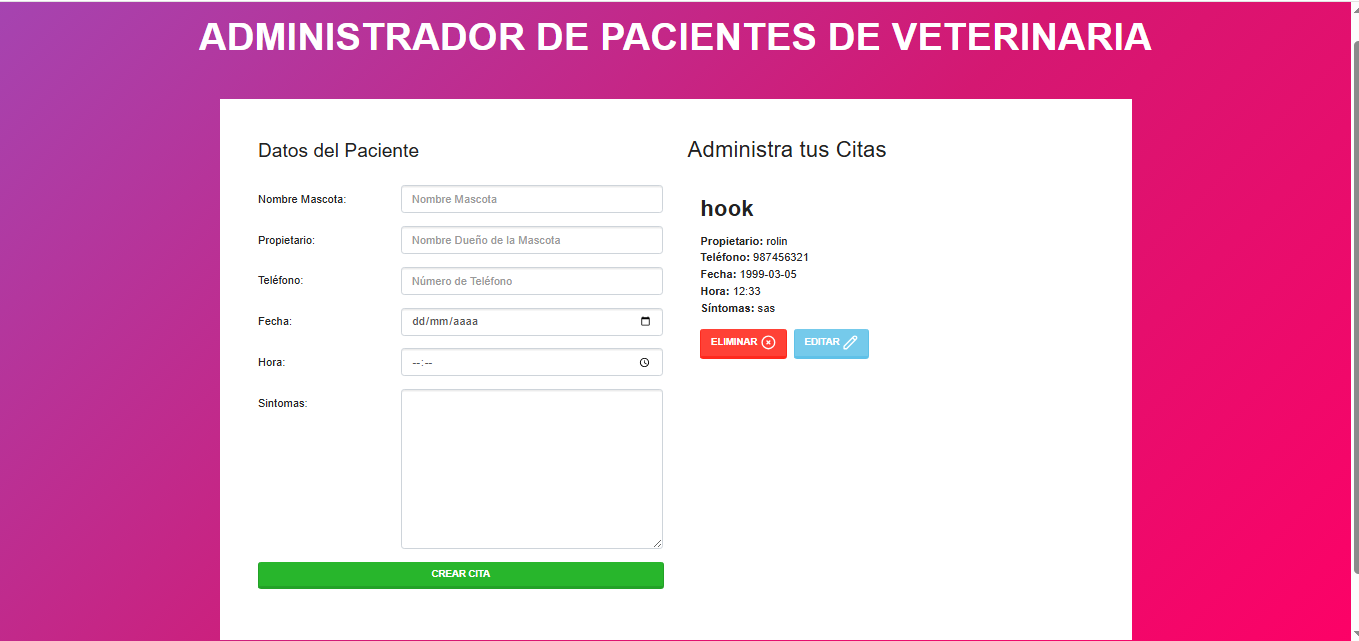 ADMINISTRADOR DE PACIENTES DE VETERINARIA
Datos del Paciente
Nombre Mascota:
Nombre Mascota
Propietario:
Nombre Dueño de la Mascota
Teléfono:
Número de Teléfono
Fecha:
dd/mm/aaaa
Hora:
--:--
Sintomas:
CREAR CITA
Administra tus Citas
hook
Propietario: rolin
Teléfono: 987456321
Fecha: 1999-03-05
Hora: 12:33
Síntomas: sas
ELIMINAR
EDITAR